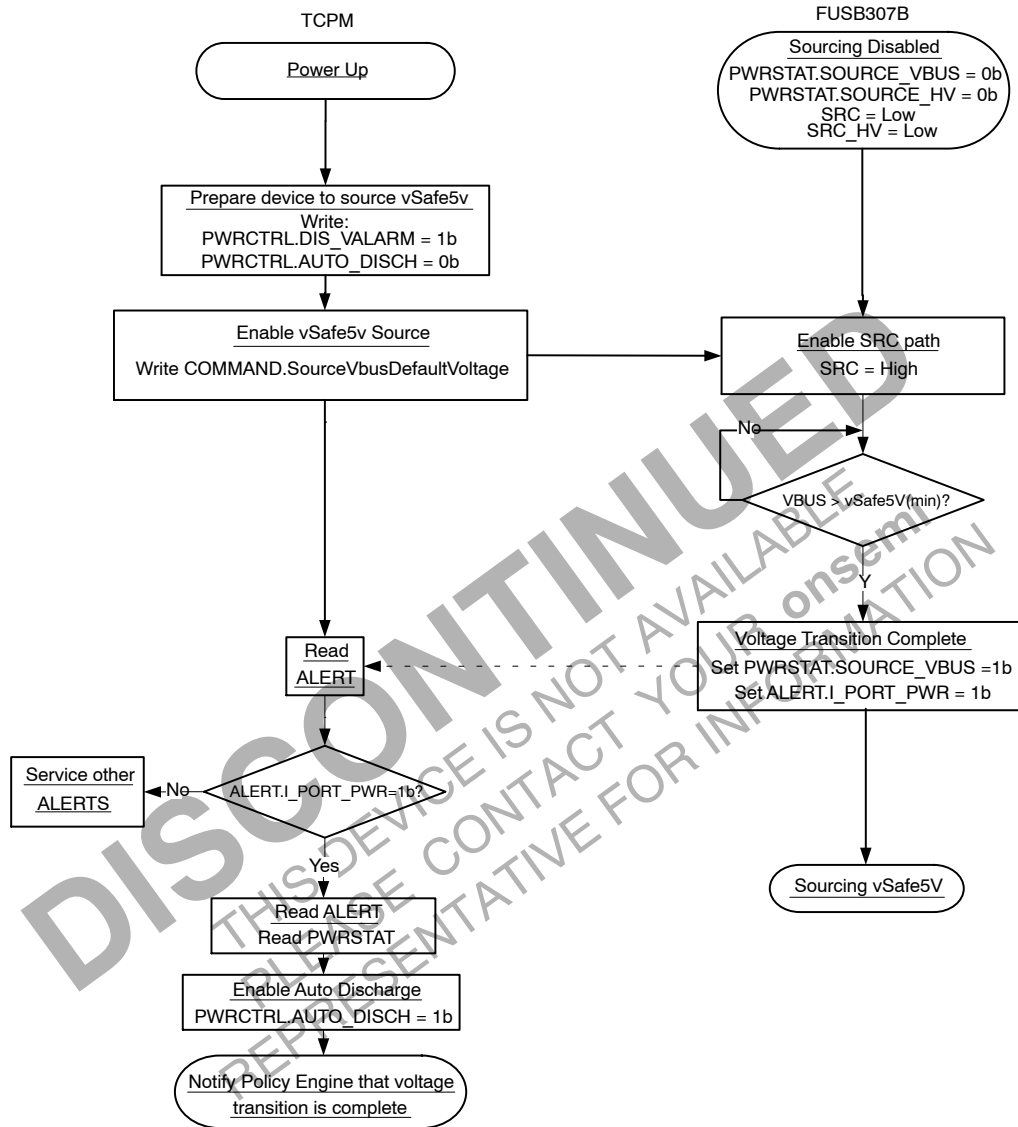 TCPM
FUSB307B
Power Up
Sourcing Disabled
PWRSTAT.SOURCE_VBUS = 0b
PWRSTAT.SOURCE_HV = 0b
SRC = Low
SRC_HV = Low
Prepare device to source vSafe5v
Write:
PWRCTRL.DIS_VALARM = 1b
PWRCTRL.AUTO_DISCH = 0b
Enable vSafe5v Source
Write COMMAND.SourceVbusDefaultVoltage
Enable SRC path
SRC = High
No
VBUS > vSafe5V(min)?
Y
Voltage Transition Complete
Set PWRSTAT.SOURCE_VBUS =1b
Set ALERT.I_PORT_PWR = 1b
Read
ALERT
ALERT.I_PORT_PWR=1b?
No
Service other
ALERTS
Yes
Sourcing vSafe5V
Read ALERT
Read PWRSTAT
Enable Auto Discharge
PWRCTRL.AUTO_DISCH = 1b
Notify Policy Engine that voltage
transition is complete
DISCONTINUED
THIS DEVICE IS NOT AVAILABLE
PLEASE CONTACT YOUR onsemi
REPRESENTATIVE FOR INFORMATION